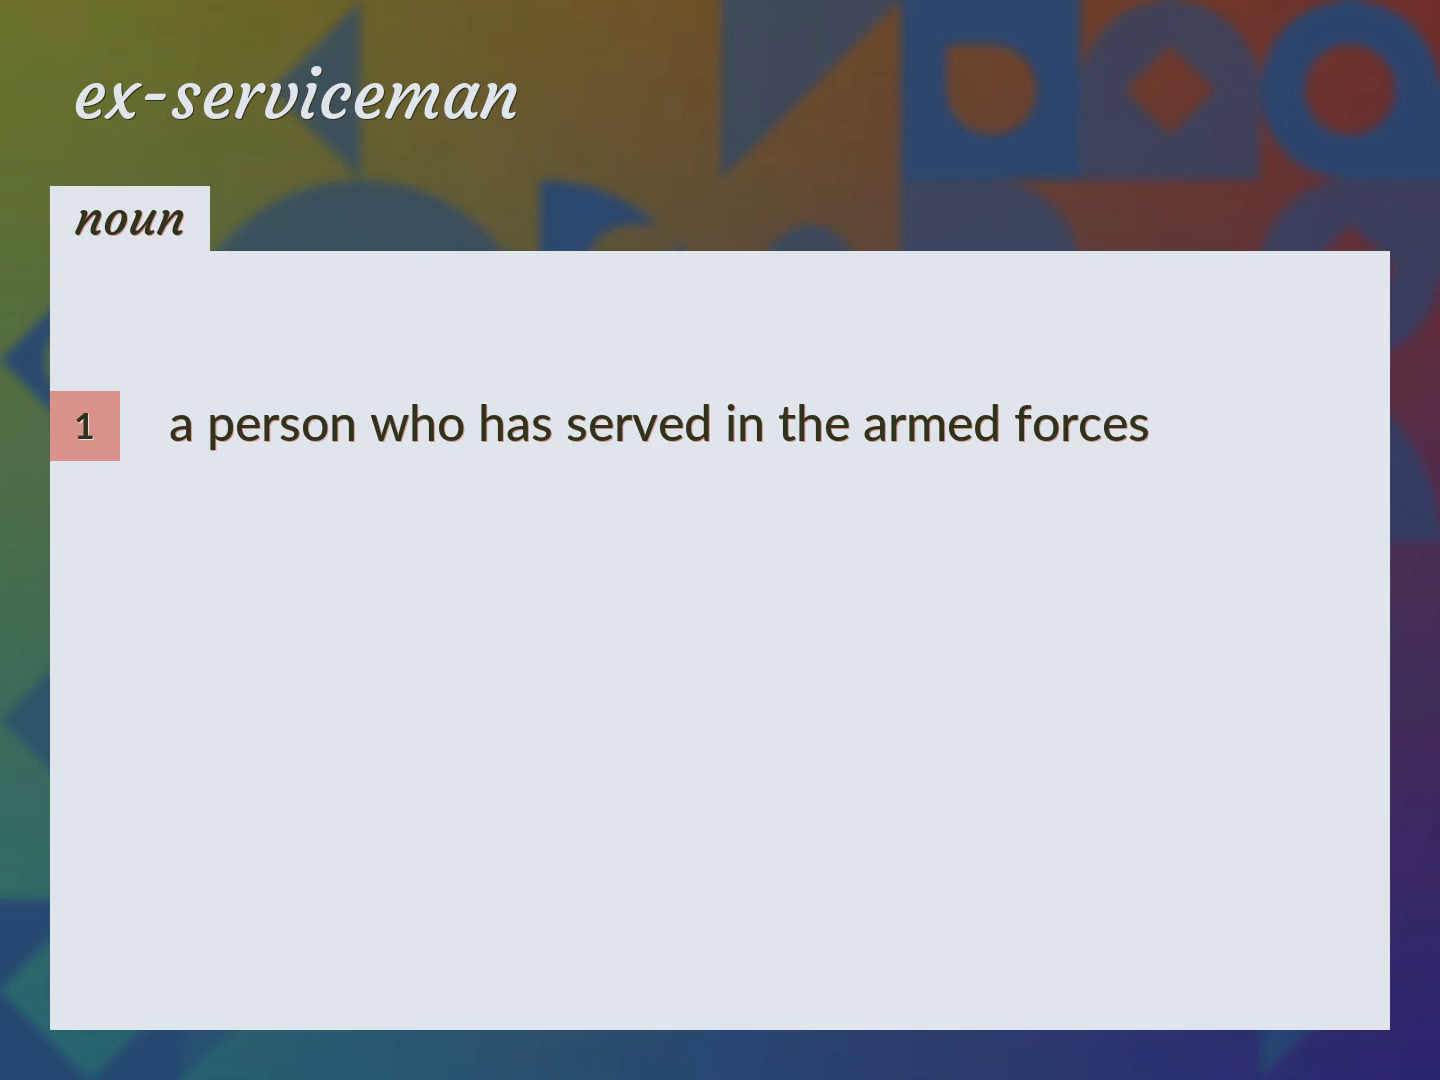 ex-serviceman
noun
1 a person who has served in the armed forces